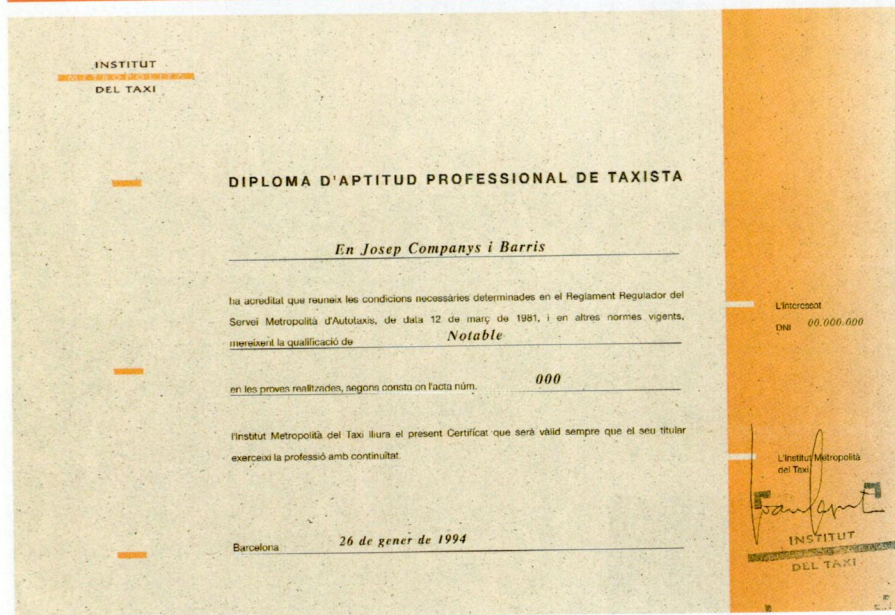 INSTITUT
METROPOLITÀ
DEL TAXI
DIPLOMA D'APTITUD PROFESSIONAL DE TAXISTA
En Josep Companys i Barris
ha acreditat que reuneix les condicions necessàries determinades en el Reglament Regulador del
Servei Metropolità d'Autotaxis, de data 12 de març de 1981, i en altres normes vigents,
mereixent la qualificació de Notable
en les proves realitzades, segons consta en l'acta núm. 000
l'Institut Metropolità del Taxi lliura el present Certificat que serà vàlid sempre que el seu titular
exerceixi la professió amb continuïtat.
Barcelona 26 de gener de 1994
L'interessat
DNI 00.000.000
L'Institut Metropolità
del Taxi
INSTITUT
DEL TAXI